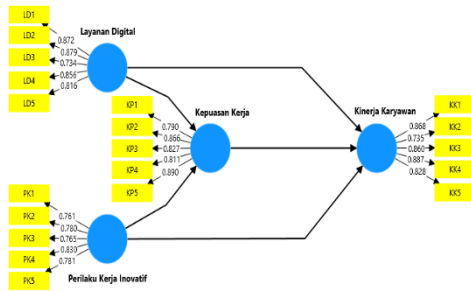 LD1
LD2
LD3
LD4
LD5
0.872
0.879
0.734
0.856
0.816
Layanan Digital
KP1
KP2
KP3
KP4
KP5
0.790
0.866
0.827
0.811
0.890
Kepuasan Kerja
Kinerja Karyawan
0.868
0.735
0.860
0.887
0.828
KK1
KK2
KK3
KK4
KK5
PK1
PK2
PK3
PK4
PK5
0.761
0.780
0.765
0.830
0.781
Perilaku Kerja Inovatif